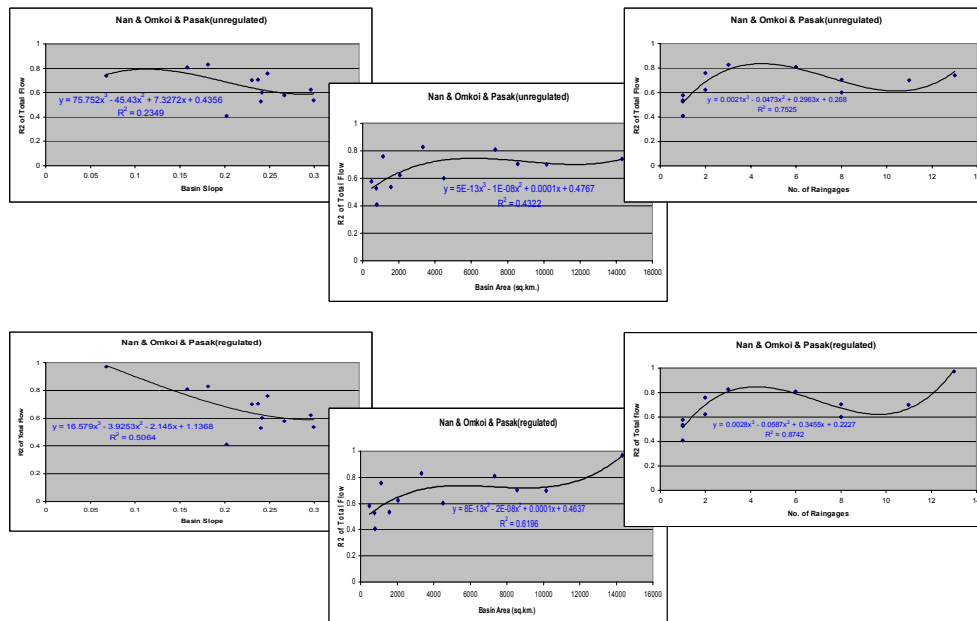 Nan & Omkoi & Pasak(unregulated)
1
0.8
0.6
0.4
0.2
0
0 0.1 0.2 0.3
R2 of Total Flow
Basin Slope
y = 75.752x³ - 45.43x² + 7.3272x + 0.4356
R² = 0.2349
Nan & Omkoi & Pasak(unregulated)
1
0.8
0.6
0.4
0.2
0
0 2000 4000 6000 8000 10000 12000 14000 16000
R2 of Total Flow
Basin Area (sq.km.)
y = 5E-13x³ - 1E-08x² + 0.0001x + 0.4767
R² = 0.4322
Nan & Omkoi & Pasak(unregulated)
1
0.8
0.6
0.4
0.2
0
0 2 4 6 8 10 12 14
R2 of Total Flow
No. of Raingages
y = 0.0021x³ - 0.0473x² + 0.2963x + 0.268
R² = 0.7525
Nan & Omkoi & Pasak(regulated)
1
0.8
0.6
0.4
0.2
0
0 0.1 0.2 0.3
R2 of Total Flow
Basin Slope
y = 16.579x³ - 3.9253x² - 2.145x + 1.1368
R² = 0.5064
Nan & Omkoi & Pasak(regulated)
1
0.8
0.6
0.4
0.2
0
0 2000 4000 6000 8000 10000 12000 14000 16000
R2 of Total Flow
Basin Area (sq.km.)
y = 8E-13x³ - 2E-08x² + 0.0001x + 0.4637
R² = 0.6196
Nan & Omkoi & Pasak(regulated)
1
0.8
0.6
0.4
0.2
0
0 2 4 6 8 10 12 14
R2 of Total flow
No. of Raingages
y = 0.0028x³ - 0.0587x² + 0.3455x + 0.2227
R² = 0.8742